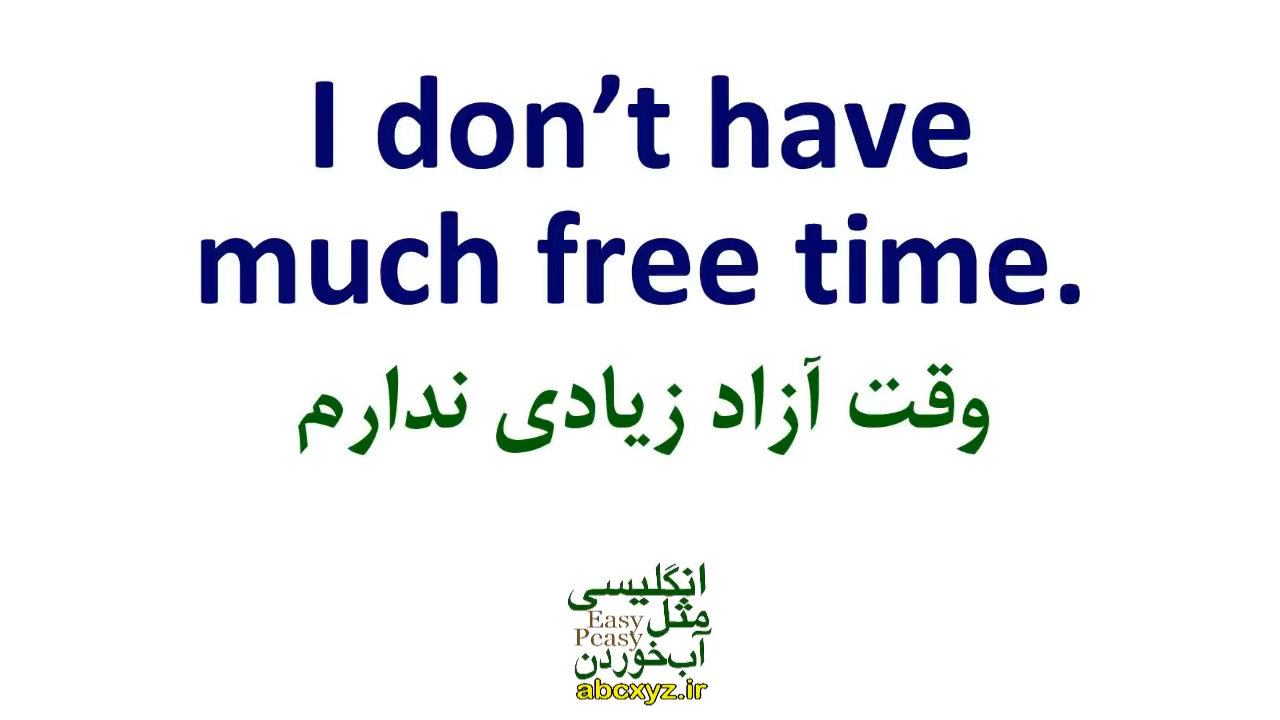 I don’t have
much free time.
وقت آزاد زیادی ندارم
انگلیسی
مثل
Easy
Peasy
آب‌خوردن
abcxyz.ir